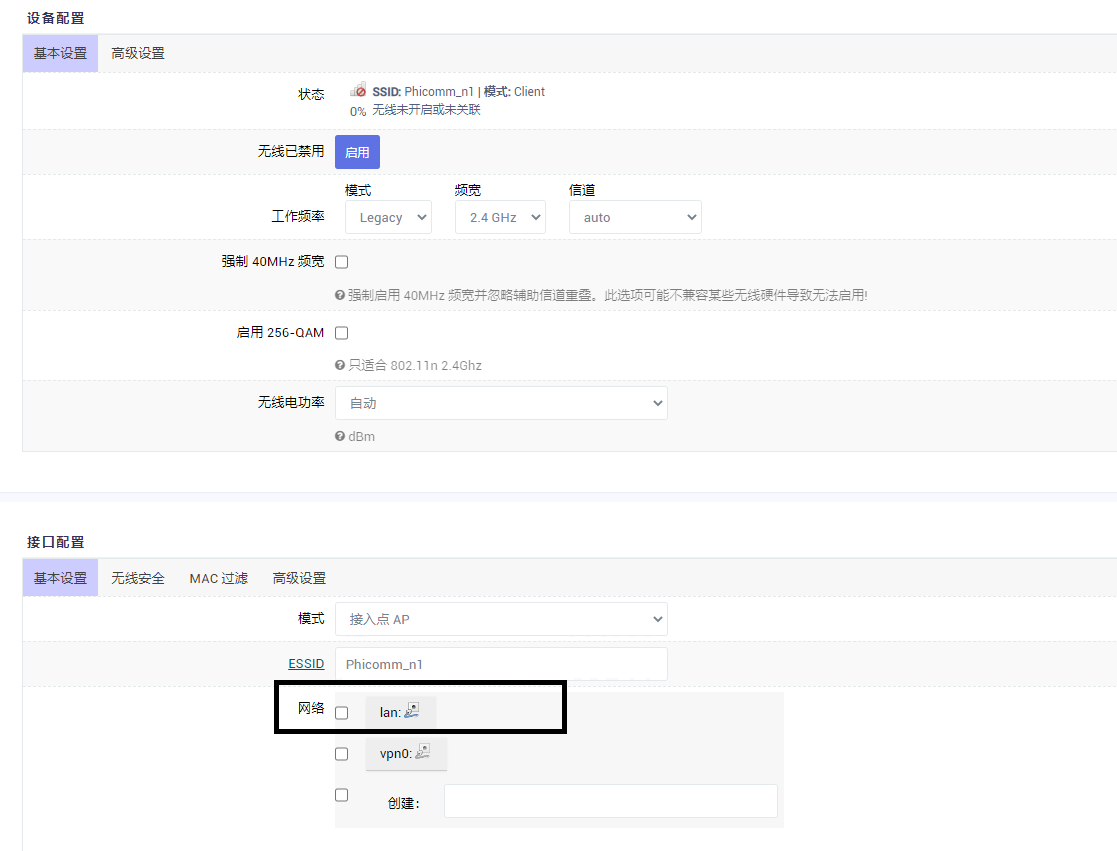 设备配置
基本设置 高级设置
状态 SSID: Phicomm_n1 | 模式: Client
0% 无线未开启或未关联
无线已禁用 启用
模式 频宽 信道
工作频率 Legacy 2.4 GHz auto
强制 40MHz 频宽
强制启用 40MHz 频宽并忽略辅助信道重叠。此选项可能不兼容某些无线硬件导致无法启用!
启用 256-QAM
只适合 802.11n 2.4Ghz
无线电功率 自动
dBm
接口配置
基本设置 无线安全 MAC 过滤 高级设置
模式 接入点 AP
ESSID Phicomm_n1
网络 lan:
vpn0:
创建：